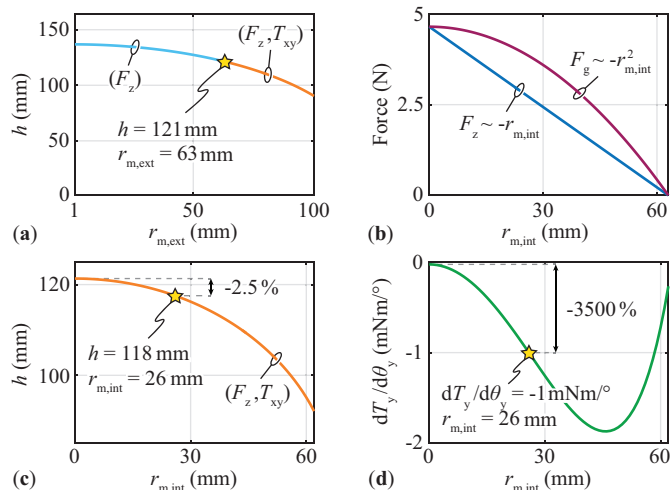 150
100
50
0
h (mm)
(F_z)
(F_z, T_xy)
h = 121 mm
r_m,ext = 63 mm
1
50
100
r_m,ext (mm)
(a)
5
2.5
0
Force (N)
F_g ~ -r²_m,int
F_z ~ -r_m,int
0
30
60
r_m,int (mm)
(b)
120
100
h (mm)
-2.5 %
h = 118 mm
r_m,int = 26 mm
(F_z, T_xy)
0
30
60
r_m,int (mm)
(c)
0
-1
-2
dT_y/dθ_y (mNm/°)
-3500 %
dT_y/dθ_y = -1 mNm/°
r_m,int = 26 mm
0
30
60
r_m,int (mm)
(d)